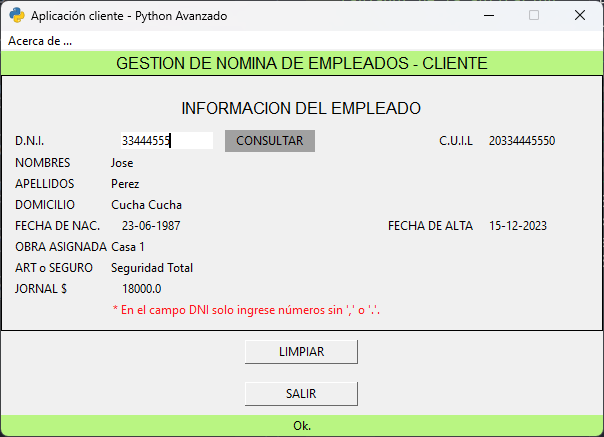 Aplicación cliente - Python Avanzado
Acerca de ...
GESTION DE NOMINA DE EMPLEADOS - CLIENTE
INFORMACION DEL EMPLEADO
D.N.I. 33444555 CONSULTAR C.U.I.L 20334445550
NOMBRES Jose
APELLIDOS Perez
DOMICILIO Cucha Cucha
FECHA DE NAC. 23-06-1987 FECHA DE ALTA 15-12-2023
OBRA ASIGNADA Casa 1
ART o SEGURO Seguridad Total
JORNAL $ 18000.0
* En el campo DNI solo ingrese números sin ',' o '.'.
LIMPIAR
SALIR
Ok.